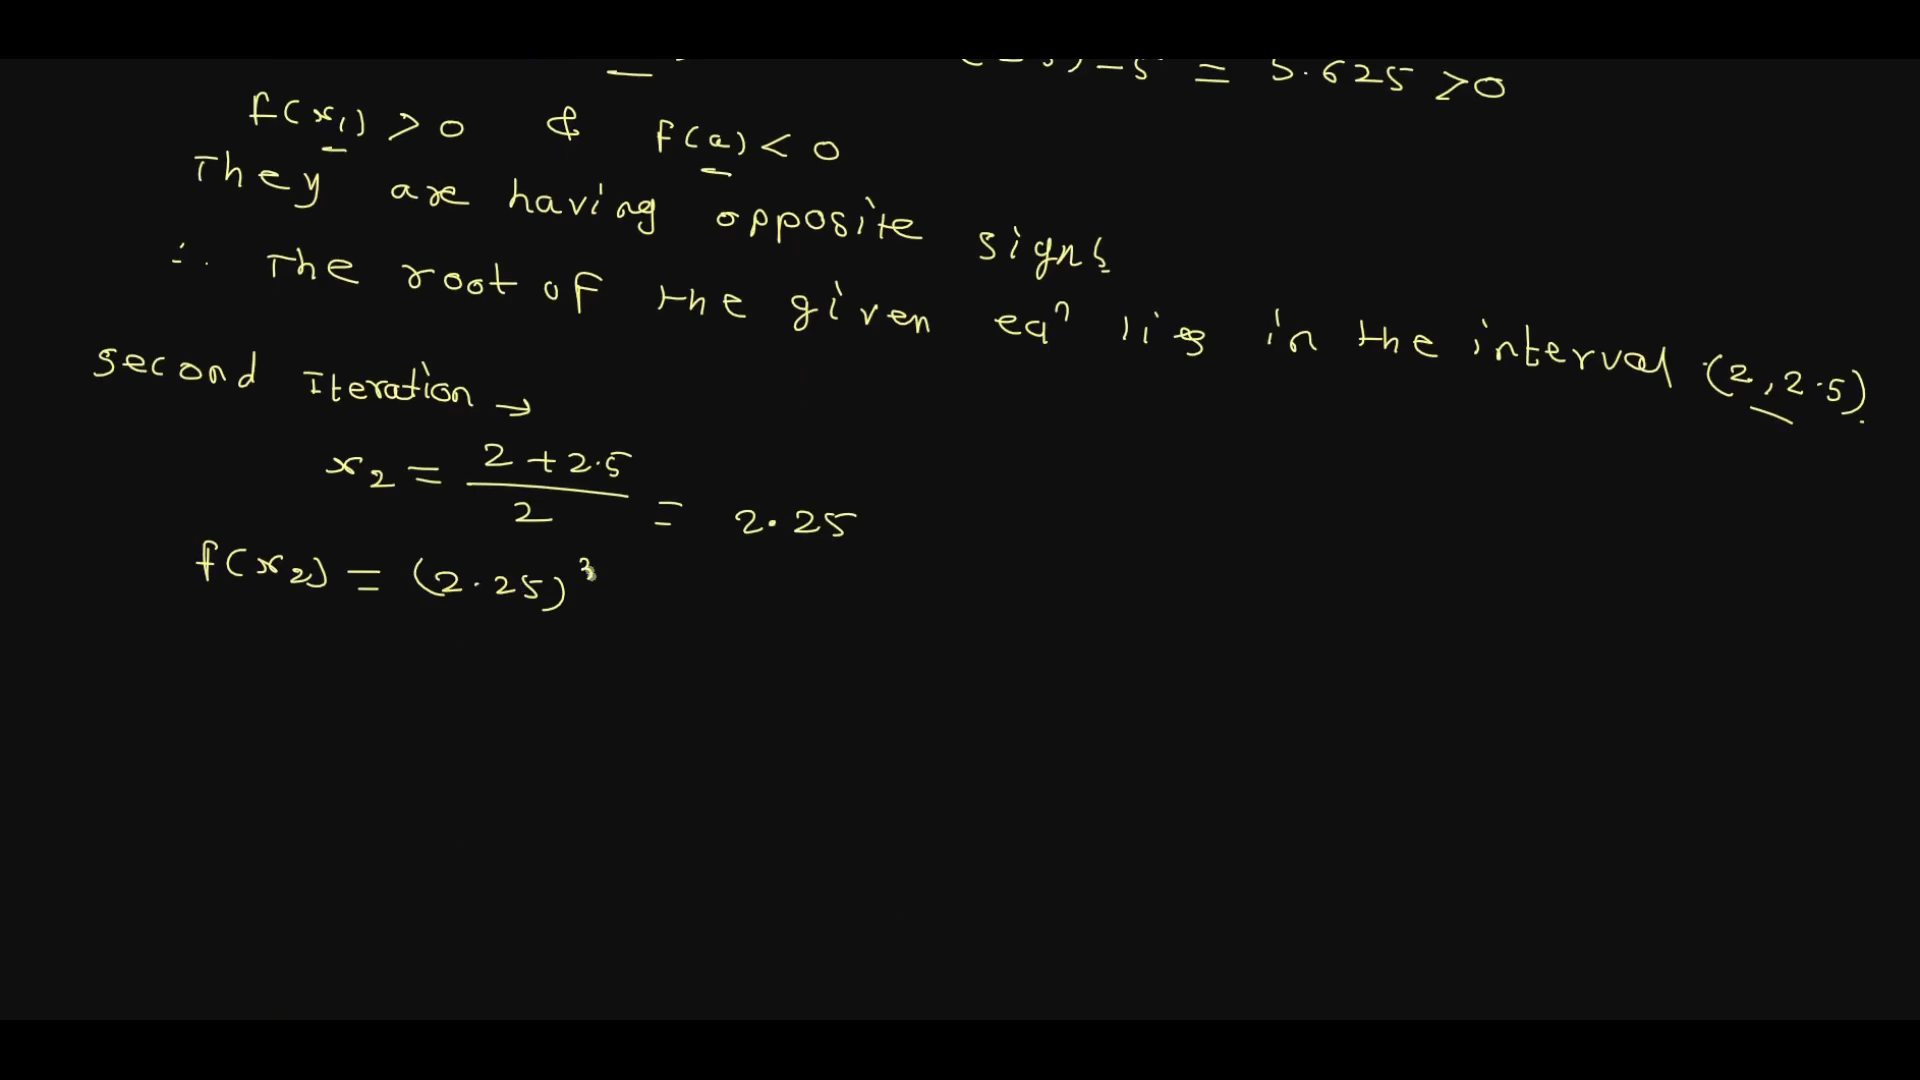 ) - 5 = 5.625 > 0
f(x₁) > 0 & f(a) < 0
They are having opposite signs
∴ The root of the given eqⁿ lies in the interval (2, 2.5).
second Iteration →
x₂ = (2 + 2.5)/2 = 2.25
f(x₂) = (2.25)³